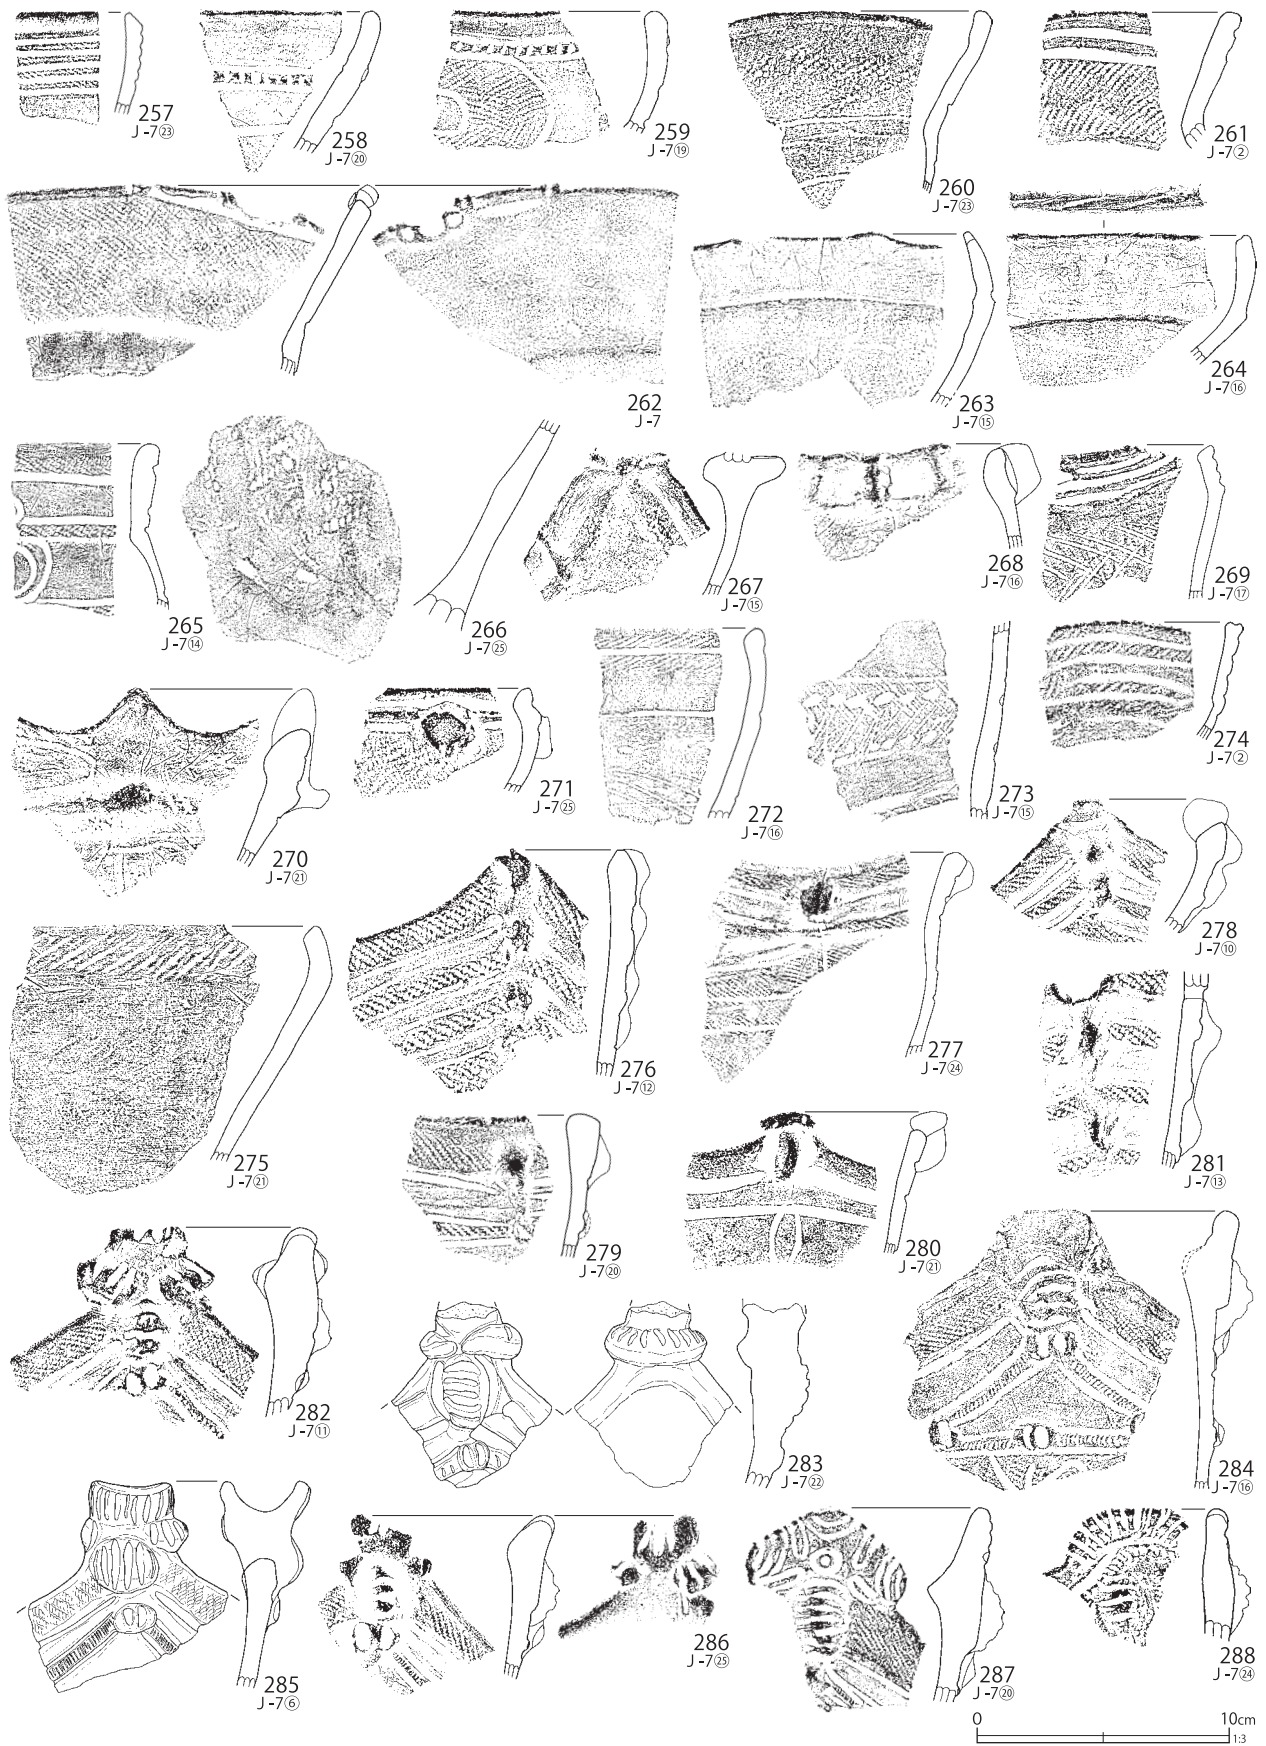 257
J-7㉓
258
J-7⑳
259
J-7⑲
260
J-7㉓
261
J-7②
262
J-7
263
J-7⑮
264
J-7⑯
265
J-7⑭
266
J-7㉕
267
J-7⑮
268
J-7⑯
269
J-7⑰
270
J-7㉑
271
J-7㉕
272
J-7⑯
273
J-7⑮
274
J-7②
275
J-7㉑
276
J-7⑫
277
J-7㉔
278
J-7⑩
279
J-7⑳
280
J-7㉑
281
J-7⑬
282
J-7⑪
283
J-7㉒
284
J-7⑯
285
J-7⑥
286
J-7㉕
287
J-7⑳
288
J-7㉔
0 10cm
1:3